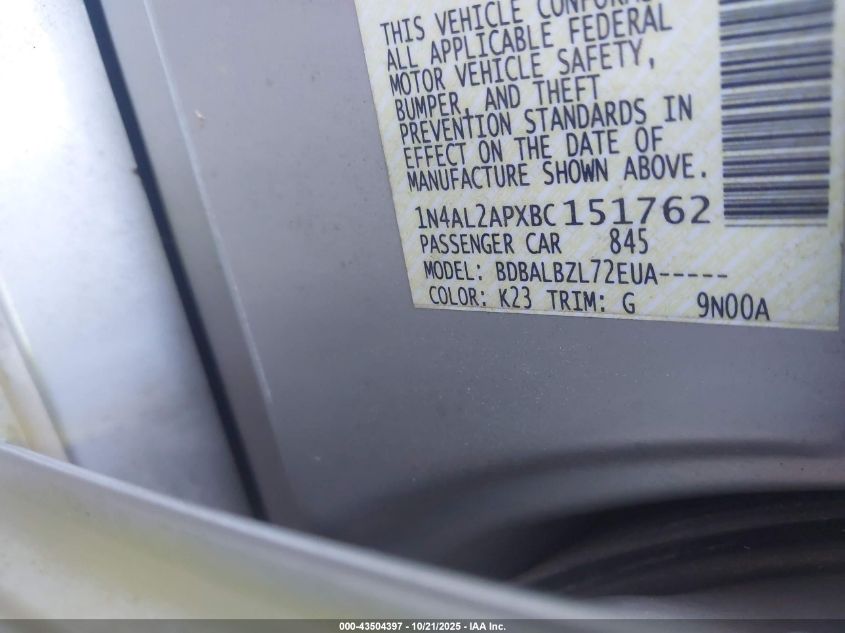 THIS VEHICLE CONFORMS
ALL APPLICABLE FEDERAL
MOTOR VEHICLE SAFETY,
BUMPER, AND THEFT
PREVENTION STANDARDS IN
EFFECT ON THE DATE OF
MANUFACTURE SHOWN ABOVE.
1N4AL2APXBC151762
PASSENGER CAR 845
MODEL: BDBALBZL72EUA-----
COLOR: K23 TRIM: G 9N00A
000-43504397 - 10/21/2025 - IAA Inc.